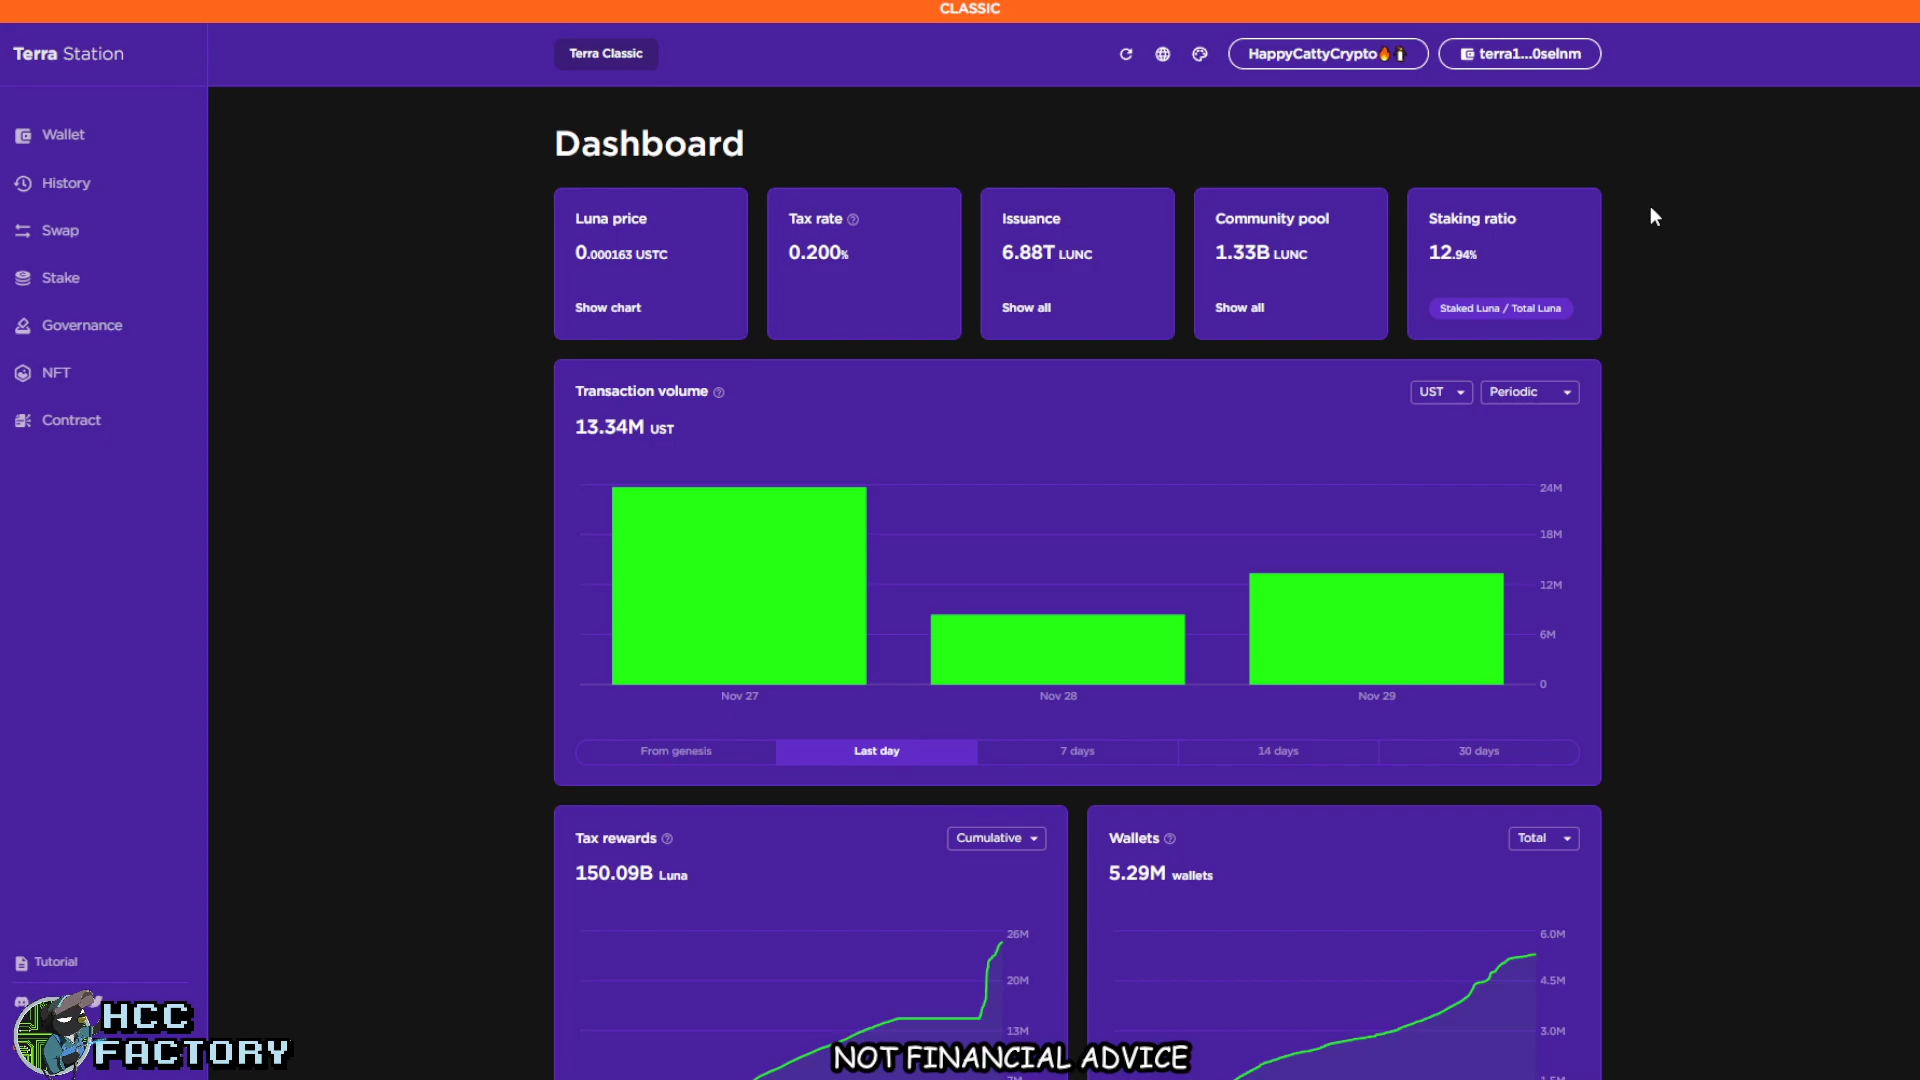 CLASSIC
Terra Station
Terra Classic
HappyCattyCrypto
terra1...0selnm
Wallet
History
Swap
Stake
Governance
NFT
Contract
Dashboard
Luna price
0.000163 USTC
Show chart
Tax rate
0.200%
Issuance
6.88T LUNC
Show all
Community pool
1.33B LUNC
Show all
Staking ratio
12.94%
Staked Luna / Total Luna
Transaction volume
13.34M UST
UST
Periodic
24M
18M
12M
6M
0
Nov 27
Nov 28
Nov 29
From genesis
Last day
7 days
14 days
30 days
Tax rewards
Cumulative
150.09B Luna
26M
20M
13M
Wallets
Total
5.29M wallets
6.0M
4.5M
3.0M
Tutorial
HCC
FACTORY
NOT FINANCIAL ADVICE